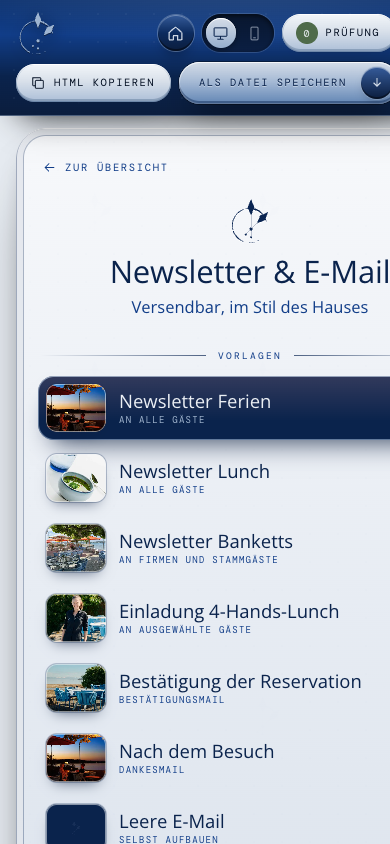 0 PRÜFUNG
HTML KOPIEREN
ALS DATEI SPEICHERN
← ZUR ÜBERSICHT
Newsletter & E-Mail
Versendbar, im Stil des Hauses
VORLAGEN
Newsletter Ferien
AN ALLE GÄSTE
Newsletter Lunch
AN ALLE GÄSTE
Newsletter Banketts
AN FIRMEN UND STAMMGÄSTE
Einladung 4-Hands-Lunch
AN AUSGEWÄHLTE GÄSTE
Bestätigung der Reservation
BESTÄTIGUNGSMAIL
Nach dem Besuch
DANKESMAIL
Leere E-Mail
SELBST AUFBAUEN